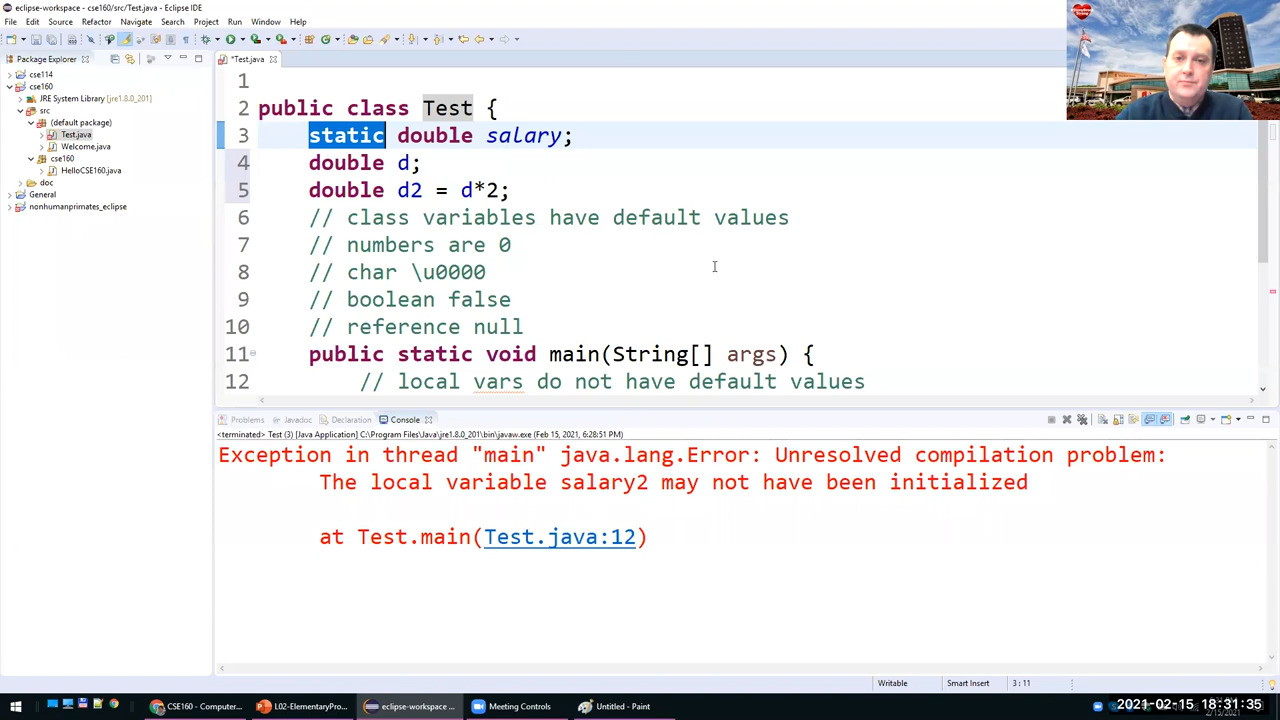 eclipse-workspace - cse160/src/Test.java - Eclipse IDE
File Edit Source Refactor Navigate Search Project Run Window Help
Package Explorer
cse114
cse160
JRE System Library [jre1.8.0_201]
src
(default package)
Test.java
Welcome.java
cse160
HelloCSE160.java
doc
General
nonhumanprimates_eclipse
*Test.java
1
2 public class Test {
3 static double salary;
4 double d;
5 double d2 = d*2;
6 // class variables have default values
7 // numbers are 0
8 // char \u0000
9 // boolean false
10 // reference null
11 public static void main(String[] args) {
12 // local vars do not have default values
Problems Javadoc Declaration Console
<terminated> Test (3) [Java Application] C:\Program Files\Java\jre1.8.0_201\bin\javaw.exe (Feb 15, 2021, 6:28:51 PM)
Exception in thread "main" java.lang.Error: Unresolved compilation problem:
The local variable salary2 may not have been initialized
at Test.main(Test.java:12)
Writable Smart Insert 3 : 11
CSE160 - Computer... L02-ElementaryPro... eclipse-workspace ... Meeting Controls Untitled - Paint
2021-02-15 18:31:35